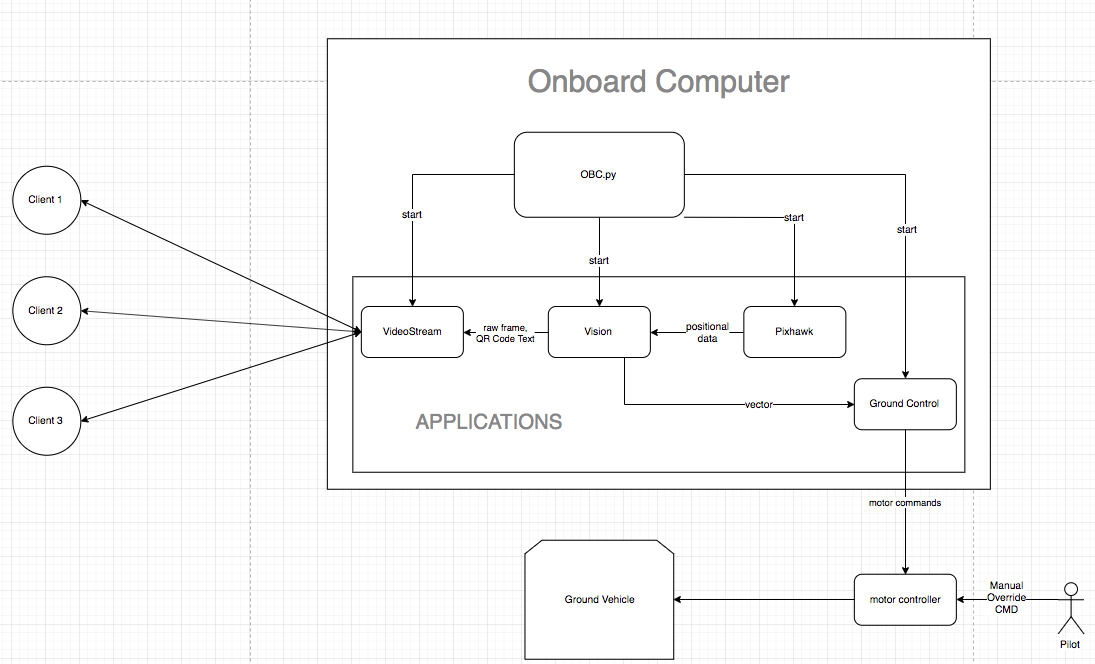 Onboard Computer
OBC.py
start
start
start
start
Client 1
Client 2
Client 3
VideoStream
raw frame,
QR Code Text
Vision
positional
data
Pixhawk
vector
Ground Control
APPLICATIONS
motor commands
Ground Vehicle
motor controller
Manual
Override
CMD
Pilot